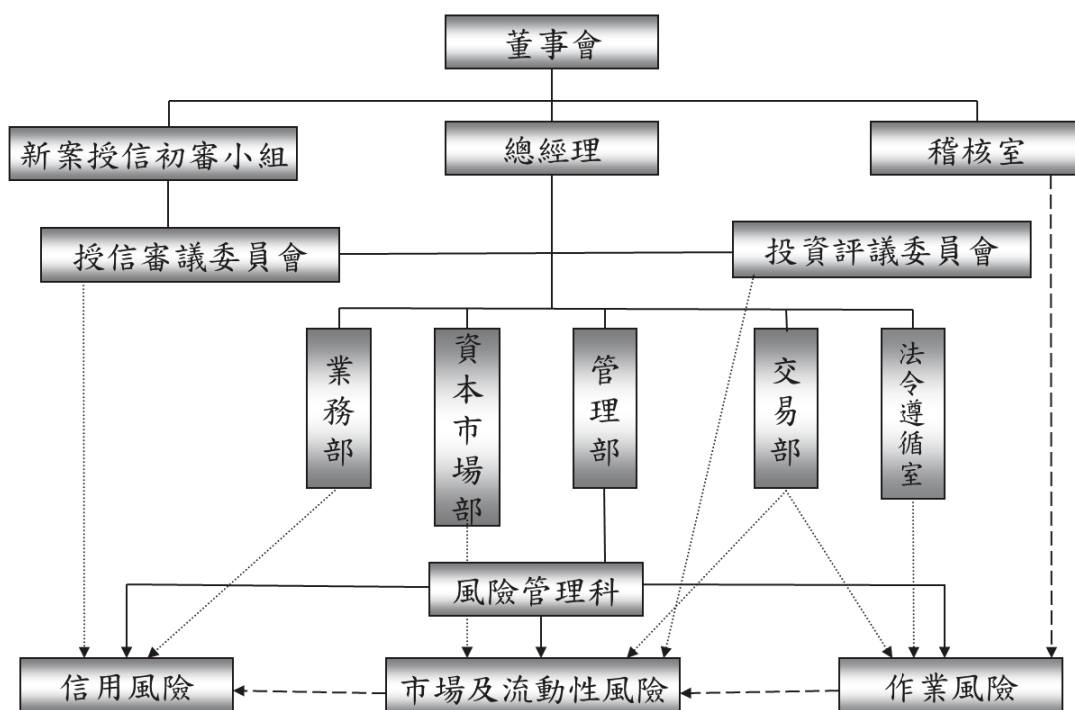 董事會
新案授信初審小組
總經理
稽核室
授信審議委員會
投資評議委員會
業務部
資本市場部
管理部
交易部
法令遵循室
風險管理科
信用風險
市場及流動性風險
作業風險